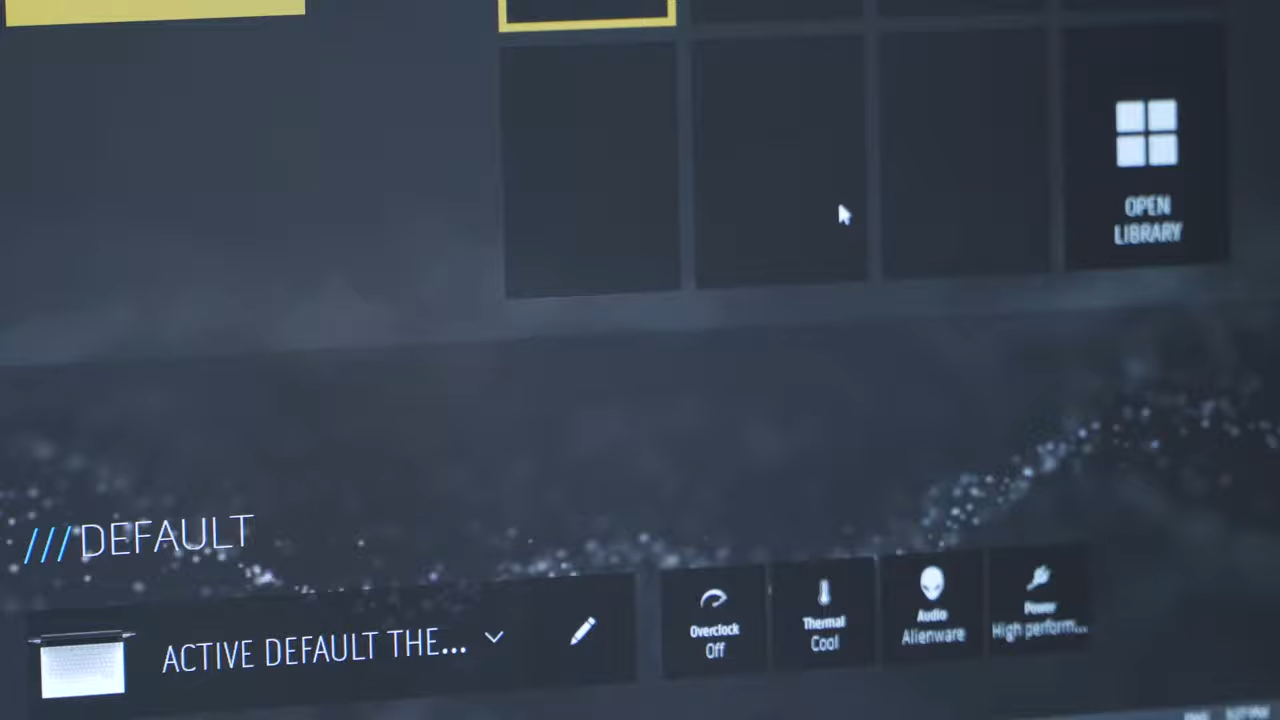 OPEN
LIBRARY
///DEFAULT
ACTIVE DEFAULT THE...
Overclock
Off
Thermal
Cool
Audio
Alienware
Power
High perform...